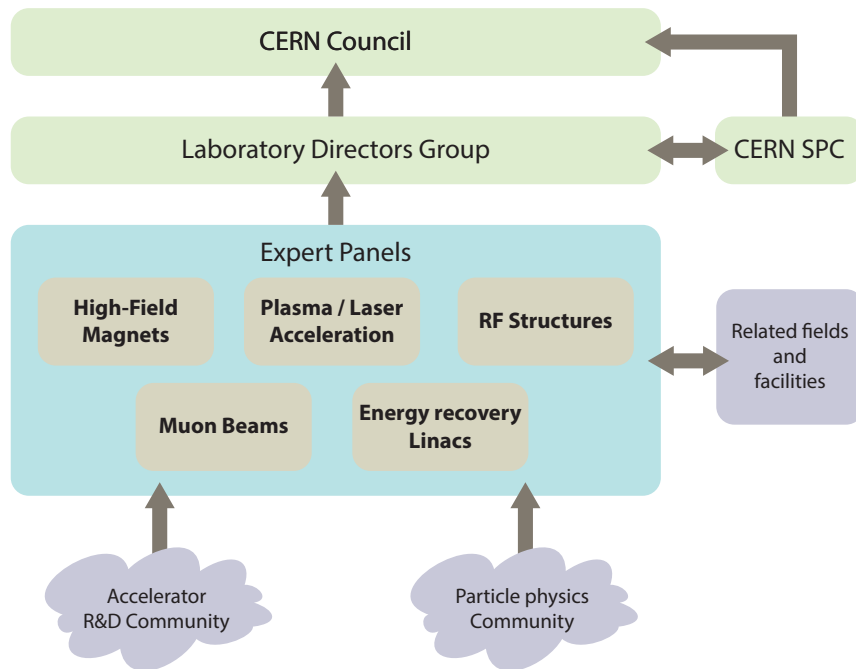 CERN Council
Laboratory Directors Group
CERN SPC
Expert Panels
High-Field
Magnets
Plasma / Laser
Acceleration
RF Structures
Related fields
and
facilities
Muon Beams
Energy recovery
Linacs
Accelerator
R&D Community
Particle physics
Community